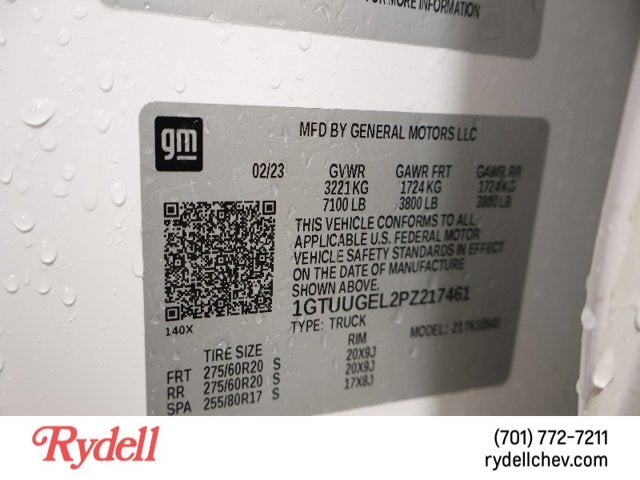 FOR MORE INFORMATION
gm
MFD BY GENERAL MOTORS LLC
02/23 GVWR GAWR FRT GAWR RR
3221 KG 1724 KG 1724 KG
7100 LB 3800 LB 3800 LB
THIS VEHICLE CONFORMS TO ALL
APPLICABLE U.S. FEDERAL MOTOR
VEHICLE SAFETY STANDARDS IN EFFECT
ON THE DATE OF MANUFACTURE
SHOWN ABOVE.
1GTUUGEL2PZ217461
140X
TYPE: TRUCK MODEL:
TIRE SIZE RIM
FRT 275/60R20 S 20X9J
RR 275/60R20 S 20X9J
SPA 255/80R17 S 17X8J
Rydell
(701) 772-7211
rydellchev.com